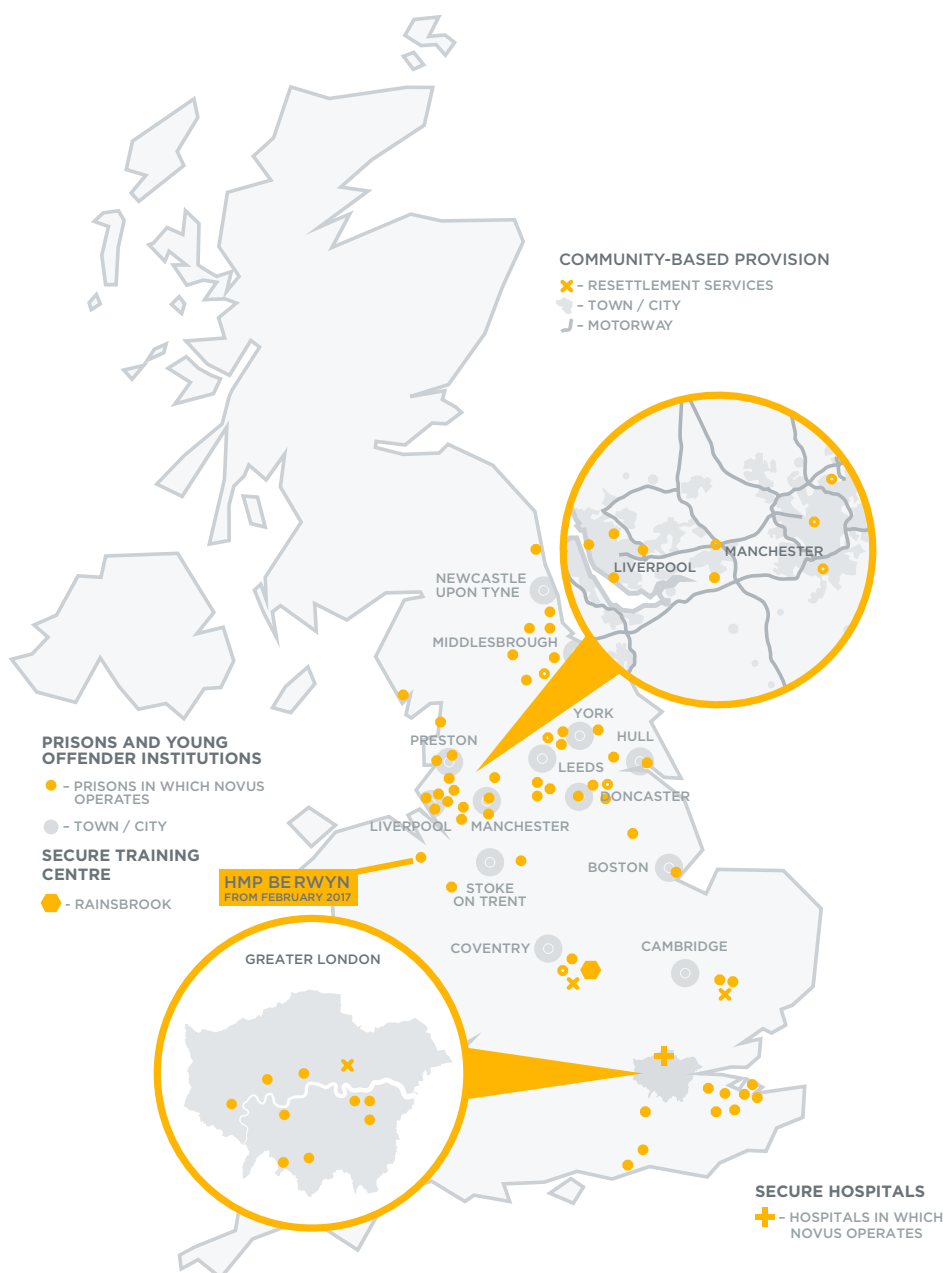 COMMUNITY-BASED PROVISION
– RESETTLEMENT SERVICES
– TOWN / CITY
– MOTORWAY
MANCHESTER
LIVERPOOL
NEWCASTLE
UPON TYNE
MIDDLESBROUGH
YORK
PRESTON
HULL
LEEDS
DONCASTER
LIVERPOOL
MANCHESTER
PRISONS AND YOUNG
OFFENDER INSTITUTIONS
– PRISONS IN WHICH NOVUS
OPERATES
– TOWN / CITY
SECURE TRAINING
CENTRE
- RAINSBROOK
HMP BERWYN
FROM FEBRUARY 2017
STOKE
ON TRENT
BOSTON
COVENTRY
CAMBRIDGE
GREATER LONDON
SECURE HOSPITALS
– HOSPITALS IN WHICH
NOVUS OPERATES